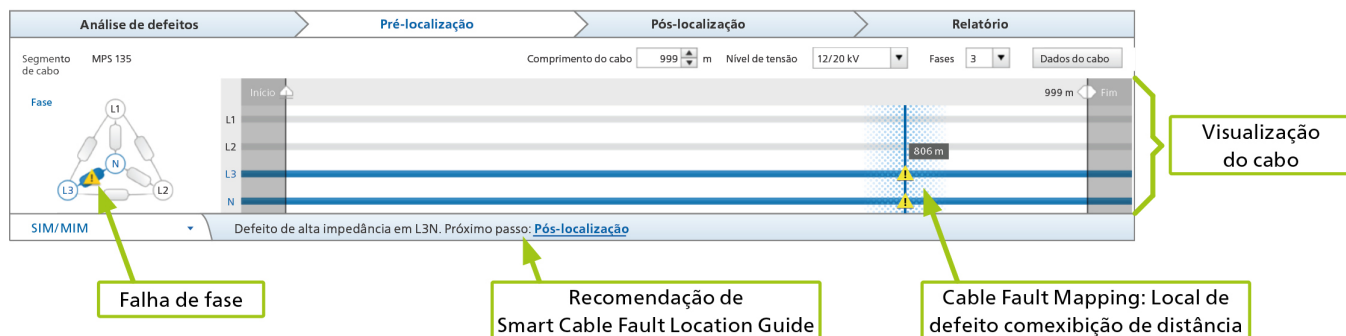 Análise de defeitos
Pré-localização
Pós-localização
Relatório
Segmento de cabo
MPS 135
Comprimento do cabo 999 m
Nível de tensão 12/20 kV
Fases 3
Dados do cabo
Fase
L1
N
L3
L2
Início
999 m
Fim
L1
L2
806 m
L3
N
SIM/MIM
Defeito de alta impedância em L3N. Próximo passo: Pós-localização
Visualização
do cabo
Falha de fase
Recomendação de
Smart Cable Fault Location Guide
Cable Fault Mapping: Local de
defeito comexibição de distância